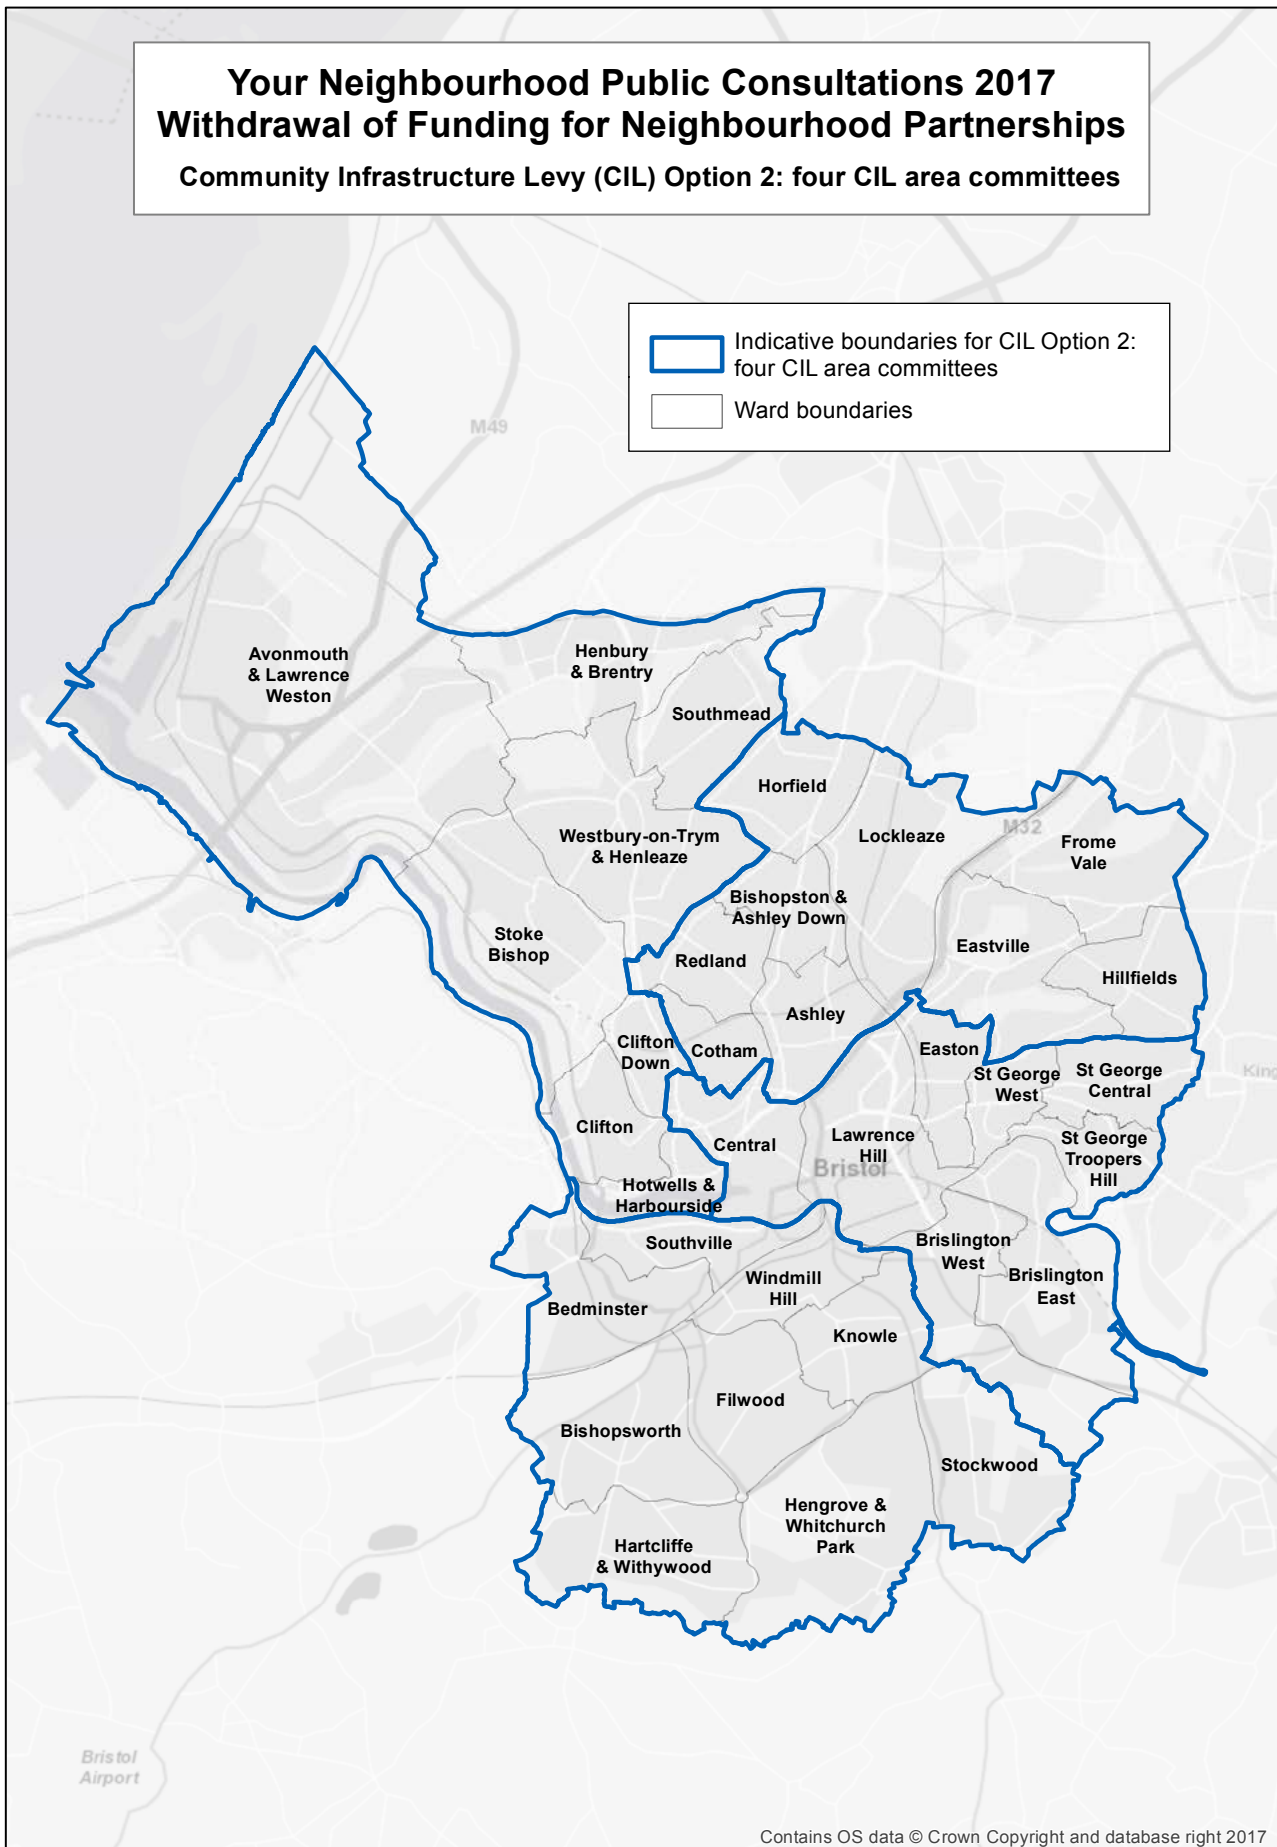 Your Neighbourhood Public Consultations 2017
Withdrawal of Funding for Neighbourhood Partnerships
Community Infrastructure Levy (CIL) Option 2: four CIL area committees
Indicative boundaries for CIL Option 2:
four CIL area committees
Ward boundaries
M49
Avonmouth
& Lawrence
Weston
Henbury
& Brentry
Southmead
Horfield
Lockleaze
M32
Frome
Vale
Westbury-on-Trym
& Henleaze
Bishopston &
Ashley Down
Stoke
Bishop
Redland
Eastville
Hillfields
Ashley
Clifton
Down
Cotham
Easton
St George
West
St George
Central
King
Clifton
Central
Lawrence
Hill
Bristol
St George
Troopers
Hill
Hotwells &
Harbourside
Southville
Brislington
West
Windmill
Hill
Brislington
East
Bedminster
Knowle
Filwood
Bishopsworth
Stockwood
Hengrove &
Whitchurch
Park
Hartcliffe
& Withywood
Bristol
Airport
Contains OS data © Crown Copyright and database right 2017